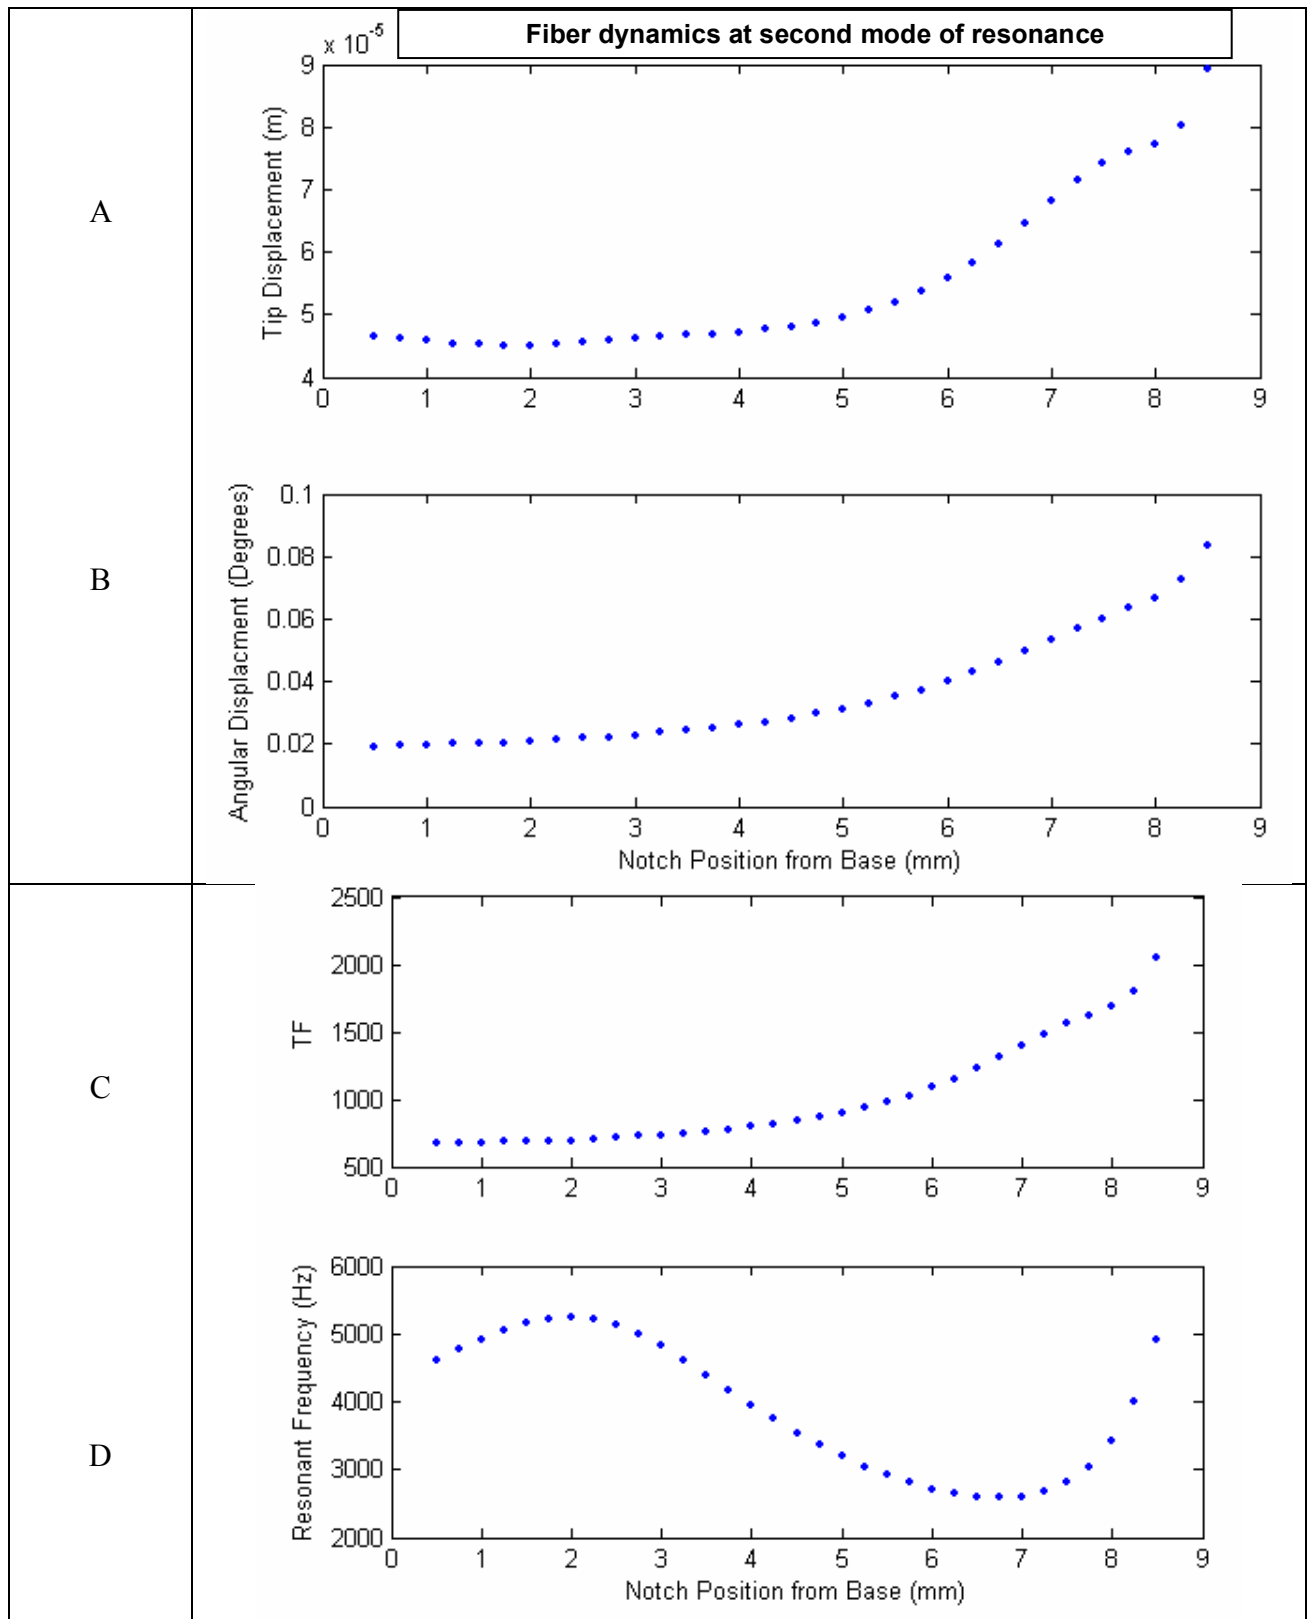 Fiber dynamics at second mode of resonance
x 10-5
A
Tip Displacement (m)
9
8
7
6
5
4
0 1 2 3 4 5 6 7 8 9
B
Angular Displacment (Degrees)
0.1
0.08
0.06
0.04
0.02
0
0 1 2 3 4 5 6 7 8 9
Notch Position from Base (mm)
C
TF
2500
2000
1500
1000
500
0 1 2 3 4 5 6 7 8 9
D
Resonant Frequency (Hz)
6000
5000
4000
3000
2000
0 1 2 3 4 5 6 7 8 9
Notch Position from Base (mm)